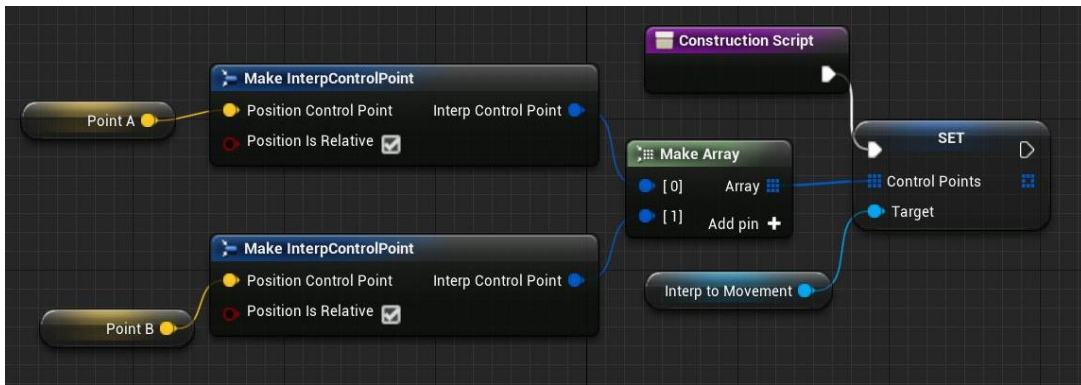 Construction Script
Make InterpControlPoint
Point A
Position Control Point
Interp Control Point
Position Is Relative
SET
Make Array
Control Points
[ 0]
Array
Target
[ 1]
Add pin
Make InterpControlPoint
Position Control Point
Interp Control Point
Interp to Movement
Position Is Relative
Point B